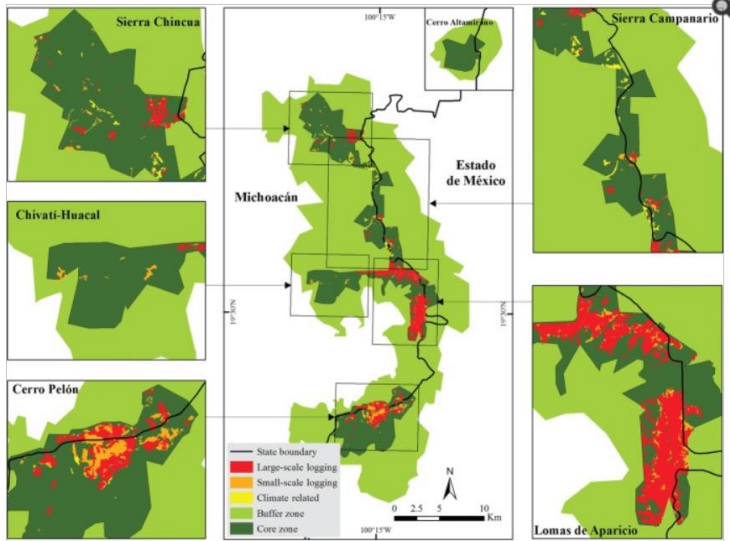 Sierra Chincua
Chivatí-Huacal
Cerro Pelón
100°15'W
Cerro Altamirano
Michoacán
Estado
de México
19°30'N
19°30'N
State boundary
Large-scale logging
Small-scale logging
Climate related
Buffer zone
Core zone
N
0 2.5 5 10
Km
100°15'W
Sierra Campanario
Lomas de Aparicio